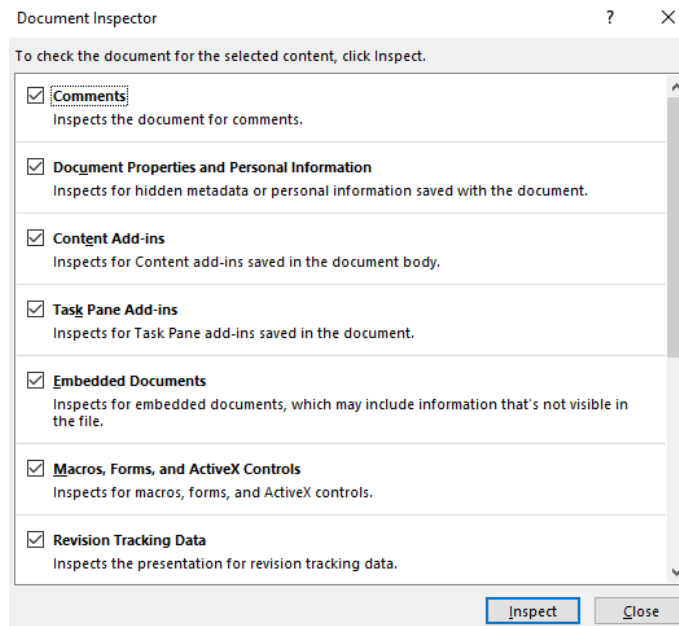 Document Inspector ?
To check the document for the selected content, click Inspect.
Comments
Inspects the document for comments.
Document Properties and Personal Information
Inspects for hidden metadata or personal information saved with the document.
Content Add-ins
Inspects for Content add-ins saved in the document body.
Task Pane Add-ins
Inspects for Task Pane add-ins saved in the document.
Embedded Documents
Inspects for embedded documents, which may include information that's not visible in
the file.
Macros, Forms, and ActiveX Controls
Inspects for macros, forms, and ActiveX controls.
Revision Tracking Data
Inspects the presentation for revision tracking data.
Inspect Close